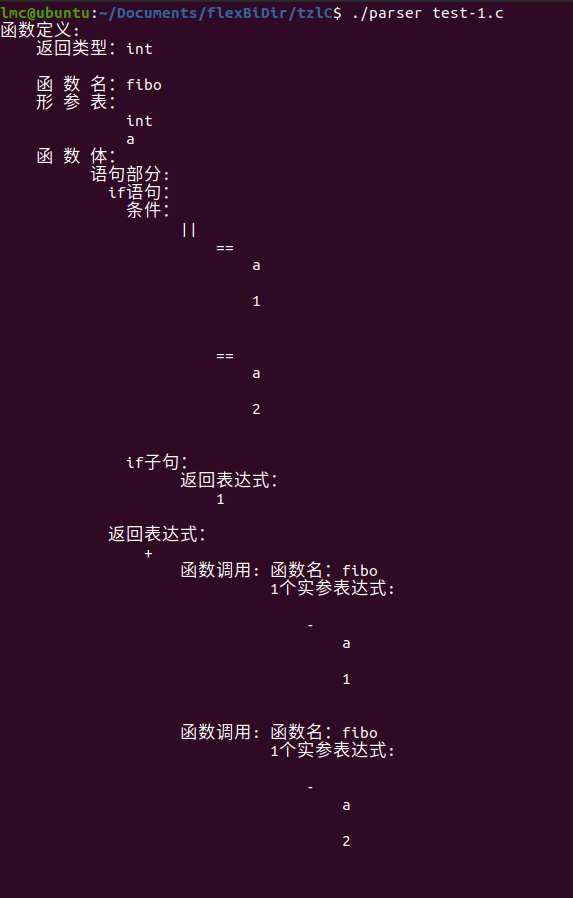 lmc@ubuntu:~/Documents/flexBiDir/tzlC$ ./parser test-1.c
函数定义:
返回类型：int
函 数 名：fibo
形 参 表：
int
a
函 数 体：
语句部分:
if语句：
条件：
||
==
a
1
==
a
2
if子句：
返回表达式：
1
返回表达式：
+
函数调用: 函数名：fibo
1个实参表达式:
-
a
1
函数调用: 函数名：fibo
1个实参表达式:
-
a
2